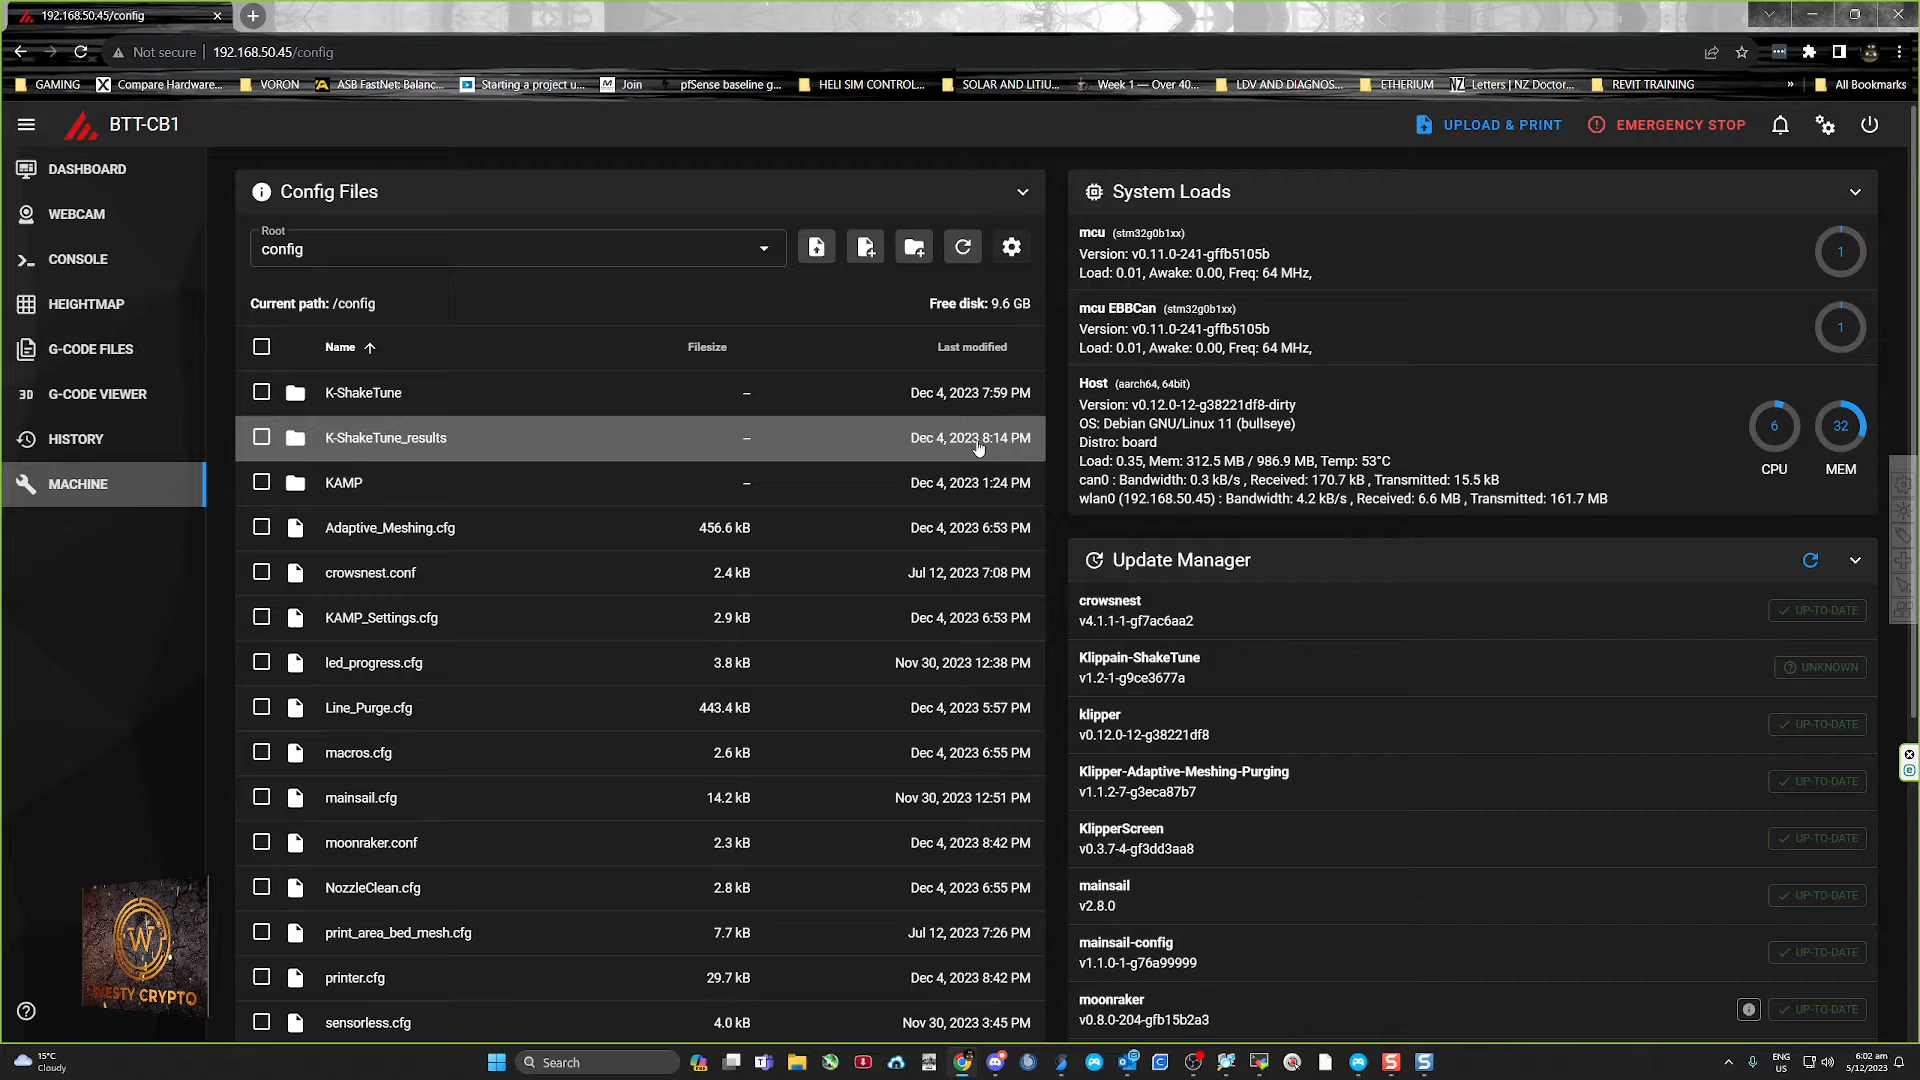 192.168.50.45/config
Not secure
192.168.50.45/config
GAMING
Compare Hardware...
VORON
ASB FastNet: Balanc...
Starting a project u...
Join
pfSense baseline g...
HELI SIM CONTROL...
SOLAR AND LITIU...
Week 1 — Over 40...
LDV AND DIAGNOS...
ETHERIUM
Letters | NZ Doctor...
REVIT TRAINING
»
All Bookmarks
BTT-CB1
UPLOAD & PRINT
EMERGENCY STOP
DASHBOARD
WEBCAM
CONSOLE
HEIGHTMAP
G-CODE FILES
3D G-CODE VIEWER
HISTORY
MACHINE
Config Files
Root
config
Current path: /config
Free disk: 9.6 GB
Name
Filesize
Last modified
K-ShakeTune – Dec 4, 2023 7:59 PM
K-ShakeTune_results – Dec 4, 2023 8:14 PM
KAMP – Dec 4, 2023 1:24 PM
Adaptive_Meshing.cfg 456.6 kB Dec 4, 2023 6:53 PM
crowsnest.conf 2.4 kB Jul 12, 2023 7:08 PM
KAMP_Settings.cfg 2.9 kB Dec 4, 2023 6:53 PM
led_progress.cfg 3.8 kB Nov 30, 2023 12:38 PM
Line_Purge.cfg 443.4 kB Dec 4, 2023 5:57 PM
macros.cfg 2.6 kB Dec 4, 2023 6:55 PM
mainsail.cfg 14.2 kB Nov 30, 2023 12:51 PM
moonraker.conf 2.3 kB Dec 4, 2023 8:42 PM
NozzleClean.cfg 2.8 kB Dec 4, 2023 6:55 PM
print_area_bed_mesh.cfg 7.7 kB Jul 12, 2023 7:26 PM
printer.cfg 29.7 kB Dec 4, 2023 8:42 PM
sensorless.cfg 4.0 kB Nov 30, 2023 3:45 PM
System Loads
mcu (stm32g0b1xx)
Version: v0.11.0-241-gffb5105b
Load: 0.01, Awake: 0.00, Freq: 64 MHz,
1
mcu EBBCan (stm32g0b1xx)
Version: v0.11.0-241-gffb5105b
Load: 0.01, Awake: 0.00, Freq: 64 MHz,
1
Host (aarch64, 64bit)
Version: v0.12.0-12-g38221df8-dirty
OS: Debian GNU/Linux 11 (bullseye)
Distro: board
Load: 0.35, Mem: 312.5 MB / 986.9 MB, Temp: 53°C
can0 : Bandwidth: 0.3 kB/s , Received: 170.7 kB , Transmitted: 15.5 kB
wlan0 (192.168.50.45) : Bandwidth: 4.2 kB/s , Received: 6.6 MB , Transmitted: 161.7 MB
6
32
CPU
MEM
Update Manager
crowsnest
v4.1.1-1-gf7ac6aa2
UP-TO-DATE
Klippain-ShakeTune
v1.2-1-g9ce3677a
UNKNOWN
klipper
v0.12.0-12-g38221df8
UP-TO-DATE
Klipper-Adaptive-Meshing-Purging
v1.1.2-7-g3eca87b7
UP-TO-DATE
KlipperScreen
v0.3.7-4-gf3dd3aa8
UP-TO-DATE
mainsail
v2.8.0
UP-TO-DATE
mainsail-config
v1.1.0-1-g76a99999
UP-TO-DATE
moonraker
v0.8.0-204-gfb15b2a3
UP-TO-DATE
W
WESTY CRYPTO
15°C
Cloudy
Search
ENG
US
6:02 am
5/12/2023